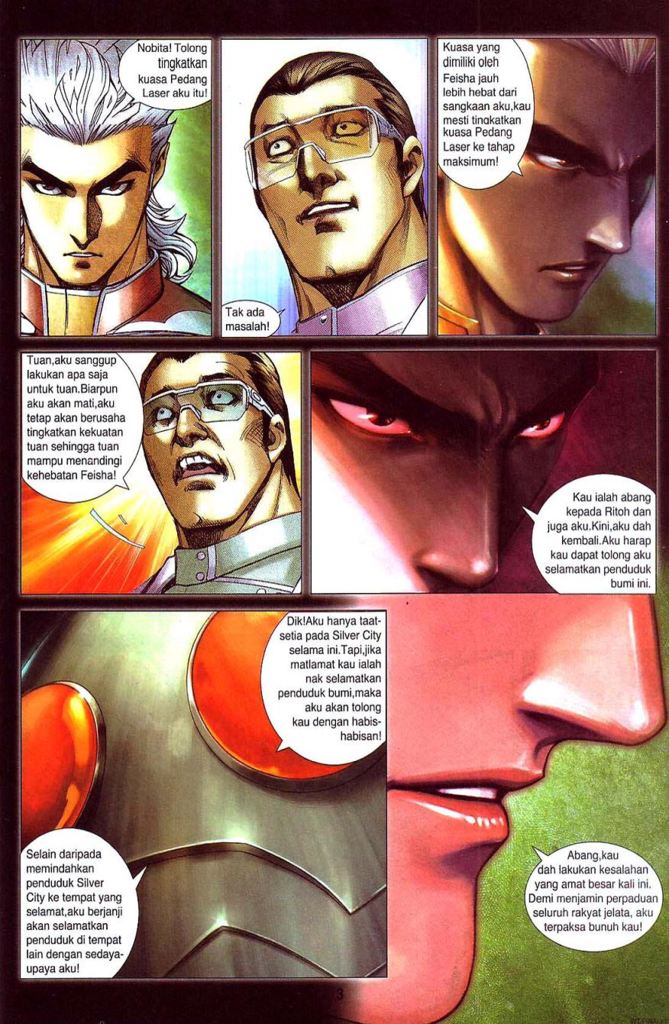 Nobita! Tolong
tingkatkan
kuasa Pedang
Laser aku itu!
Tak ada
masalah!
Kuasa yang
dimiliki oleh
Feisha jauh
lebih hebat dari
sangkaan aku,kau
mesti tingkatkan
kuasa Pedang
Laser ke tahap
maksimum!
Tuan,aku sanggup
lakukan apa saja
untuk tuan.Biarpun
aku mati,aku
tetap akan berusaha
tingkatkan kekuatan
tuan sehingga tuan
mampu menandingi
kehebatan Feisha!
Kau ialah abang
kepada Ritoh dan
juga aku.Kini,aku dah
kembali.Aku harap
kau dapat tolong aku
selamatkan penduduk
bumi ini.
Dik!Aku hanya taat-
setia pada Silver City
selama ini.Tapi,jika
matlamat kau ialah
nak selamatkan
penduduk bumi,maka
aku akan tolong
kau dengan habis-
habisan!
Selain daripada
memindahkan
penduduk Silver
City ke tempat yang
selamat,aku berjanji
akan selamatkan
penduduk di tempat
lain dengan sedaya-
upaya aku!
Abang,kau
dah lakukan kesalahan
yang amat besar kali ini.
Demi menjamin perpaduan
seluruh rakyat jelata, aku
terpaksa bunuh kau!
3